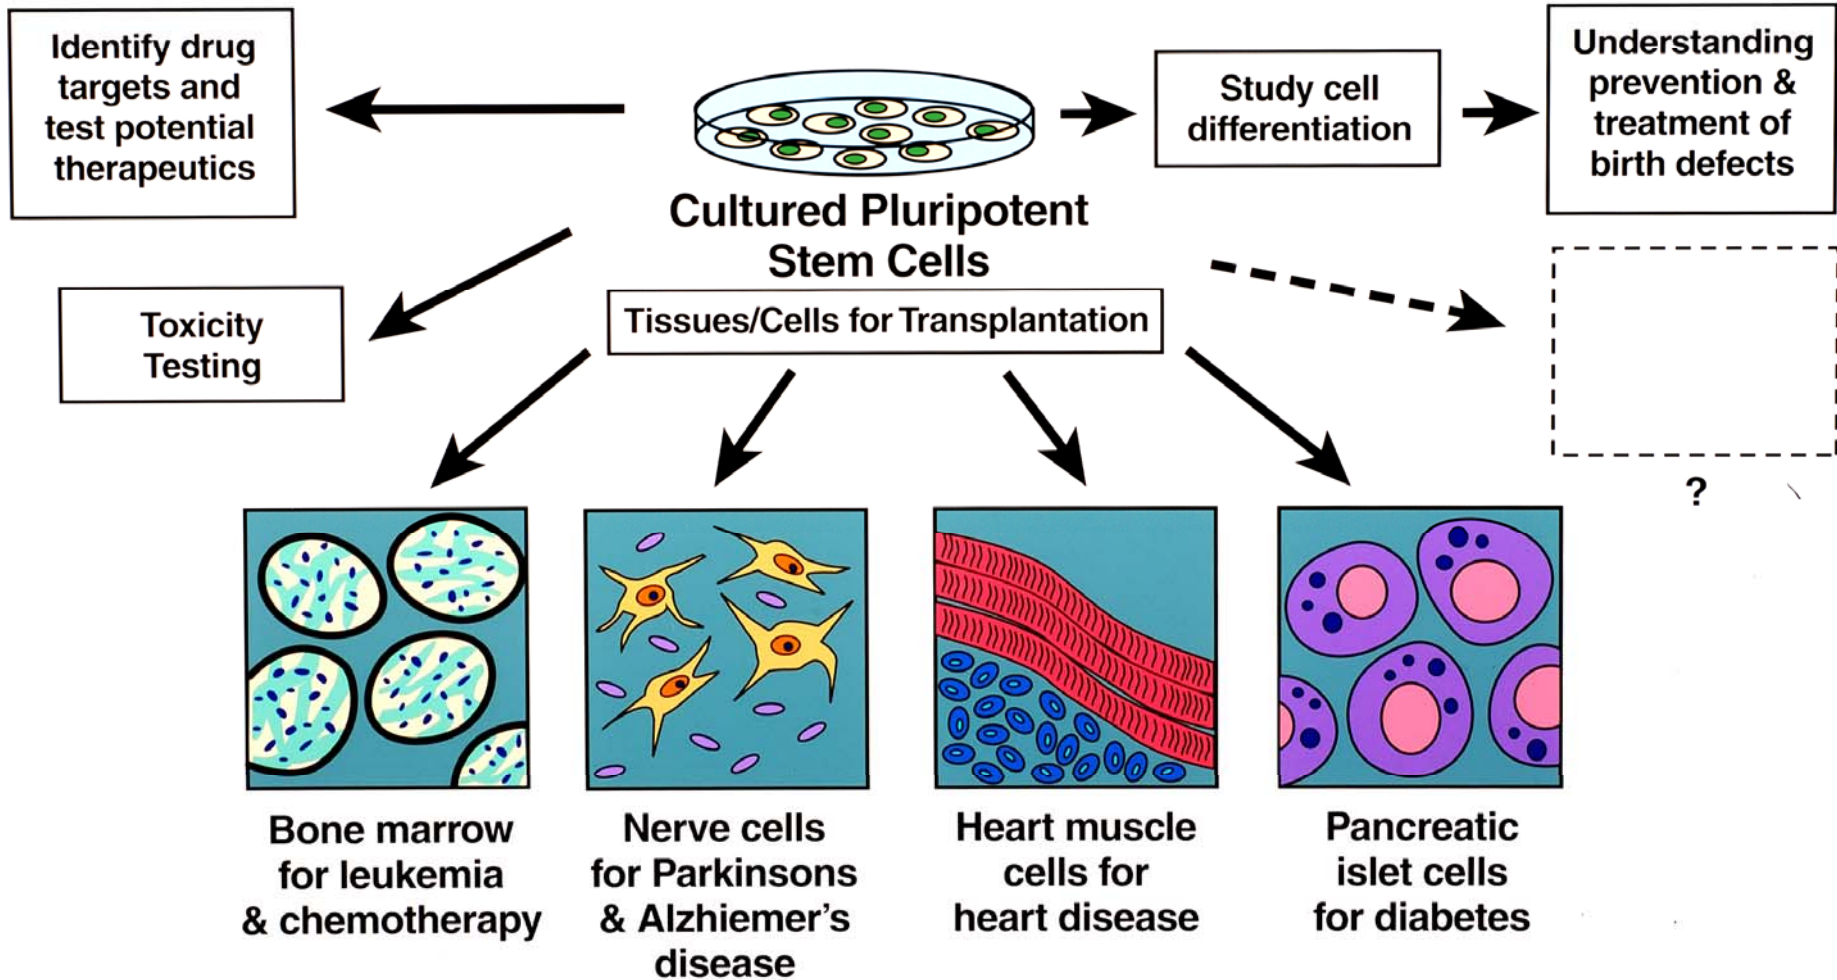 Identify drug
targets and
test potential
therapeutics
Study cell
differentiation
Understanding
prevention &
treatment of
birth defects
Cultured Pluripotent
Stem Cells
Toxicity
Testing
Tissues/Cells for Transplantation
?
Bone marrow
for leukemia
& chemotherapy
Nerve cells
for Parkinsons
& Alzhiemer’s
disease
Heart muscle
cells for
heart disease
Pancreatic
islet cells
for diabetes